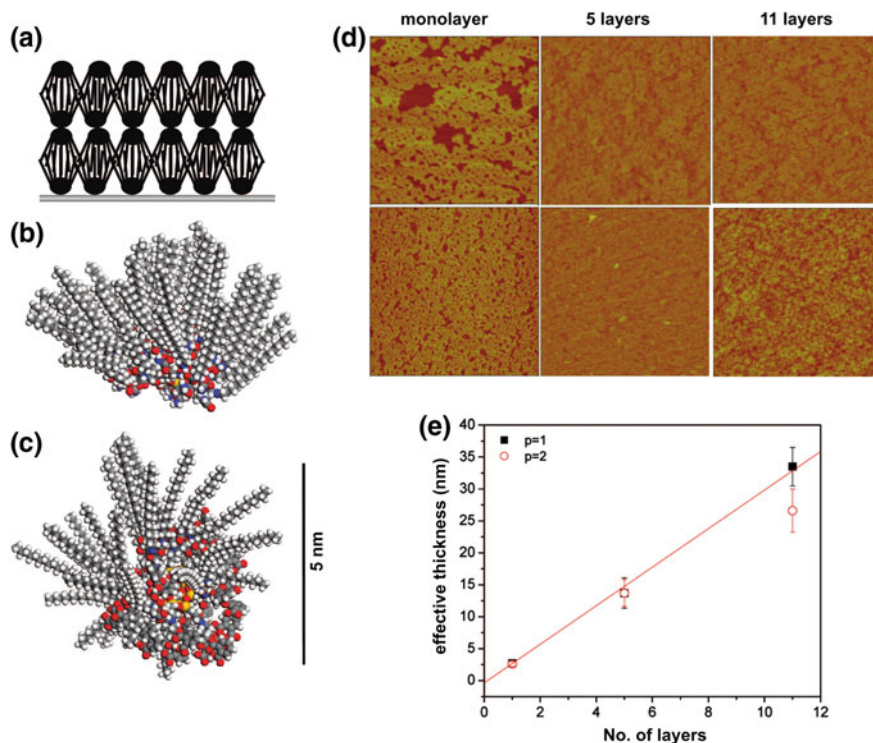 (a)
(b)
(c)
5 nm
(d)
monolayer 5 layers 11 layers
(e)
effective thickness (nm)
40
35
30
25
20
15
10
5
0
p=1
p=2
0 2 4 6 8 10 12
No. of layers